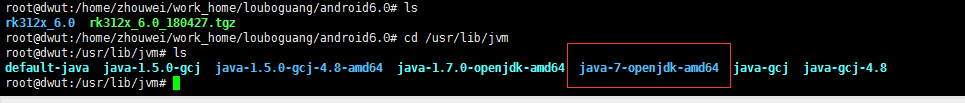 root@dwut:/home/zhouwei/work_home/louboguang/android6.0# ls
rk312x_6.0 rk312x_6.0_180427.tgz
root@dwut:/home/zhouwei/work_home/louboguang/android6.0# cd /usr/lib/jvm
root@dwut:/usr/lib/jvm# ls
default-java java-1.5.0-gcj java-1.5.0-gcj-4.8-amd64 java-1.7.0-openjdk-amd64 java-7-openjdk-amd64 java-gcj java-gcj-4.8
root@dwut:/usr/lib/jvm#